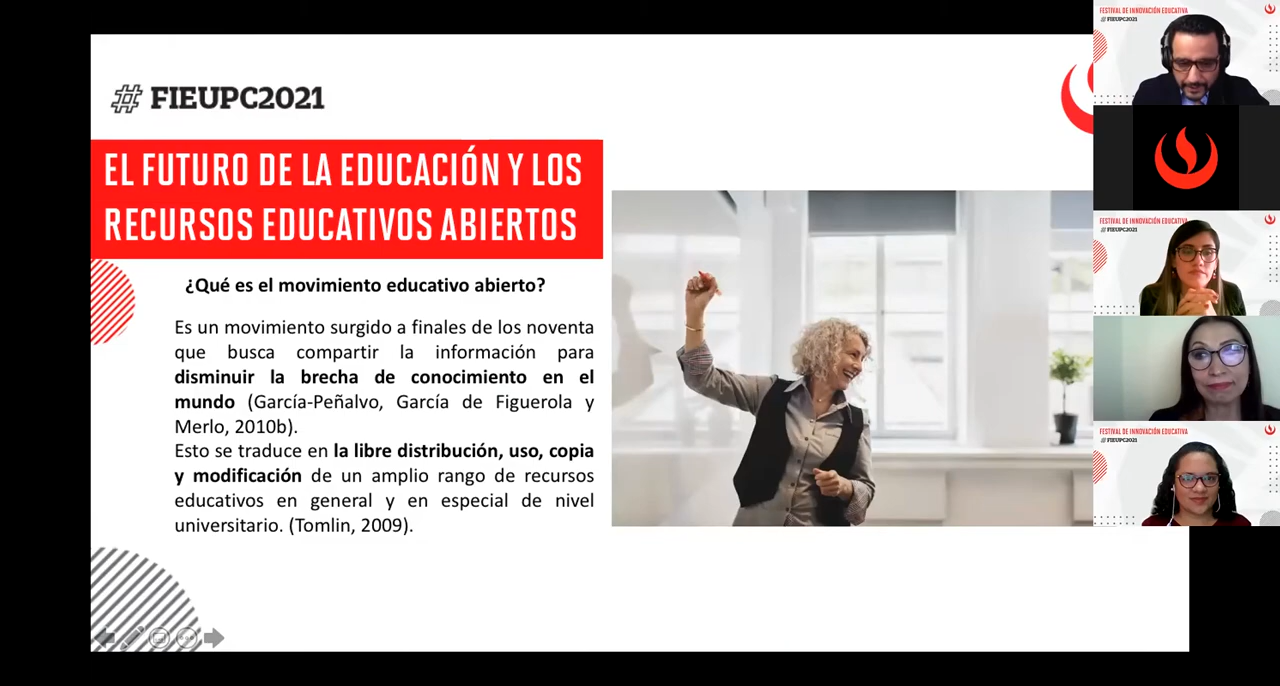 # FIEUPC2021
EL FUTURO DE LA EDUCACIÓN Y LOS
RECURSOS EDUCATIVOS ABIERTOS
¿Qué es el movimiento educativo abierto?
Es un movimiento surgido a finales de los noventa
que busca compartir la información para
disminuir la brecha de conocimiento en el
mundo (García-Peñalvo, García de Figuerola y
Merlo, 2010b).
Esto se traduce en la libre distribución, uso, copia
y modificación de un amplio rango de recursos
educativos en general y en especial de nivel
universitario. (Tomlin, 2009).
FESTIVAL DE INNOVACIÓN EDUCATIVA
# FIEUPC2021
FESTIVAL DE INNOVACIÓN EDUCATIVA
# FIEUPC2021
FESTIVAL DE INNOVACIÓN EDUCATIVA
# FIEUPC2021